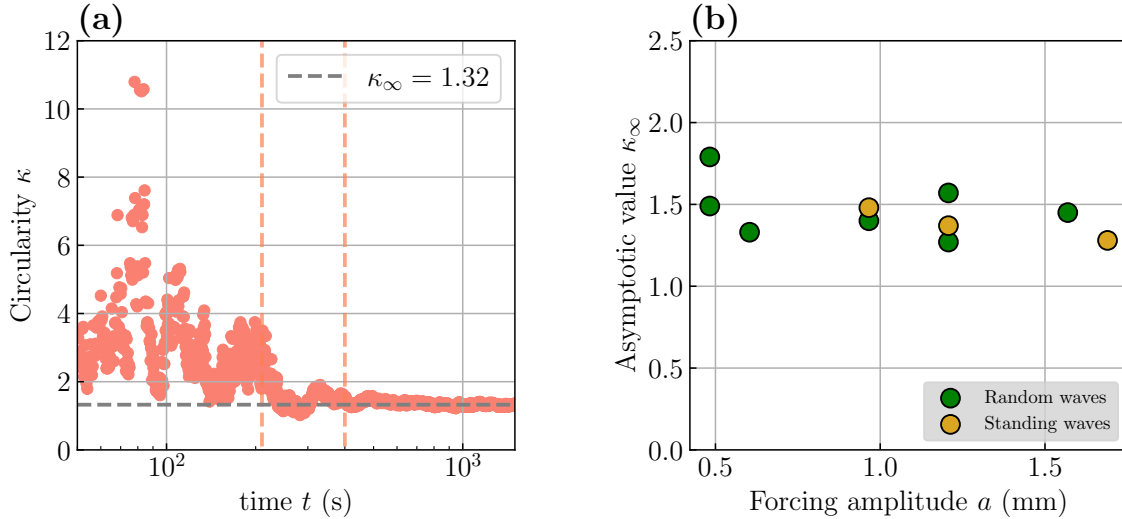 (a)
12
10
8
6
4
2
0
Circularity κ
κ∞ = 1.32
10²
10³
time t (s)
(b)
2.5
2.0
1.5
1.0
0.5
0.0
Asymptotic value κ∞
Random waves
Standing waves
0.5
1.0
1.5
Forcing amplitude a (mm)